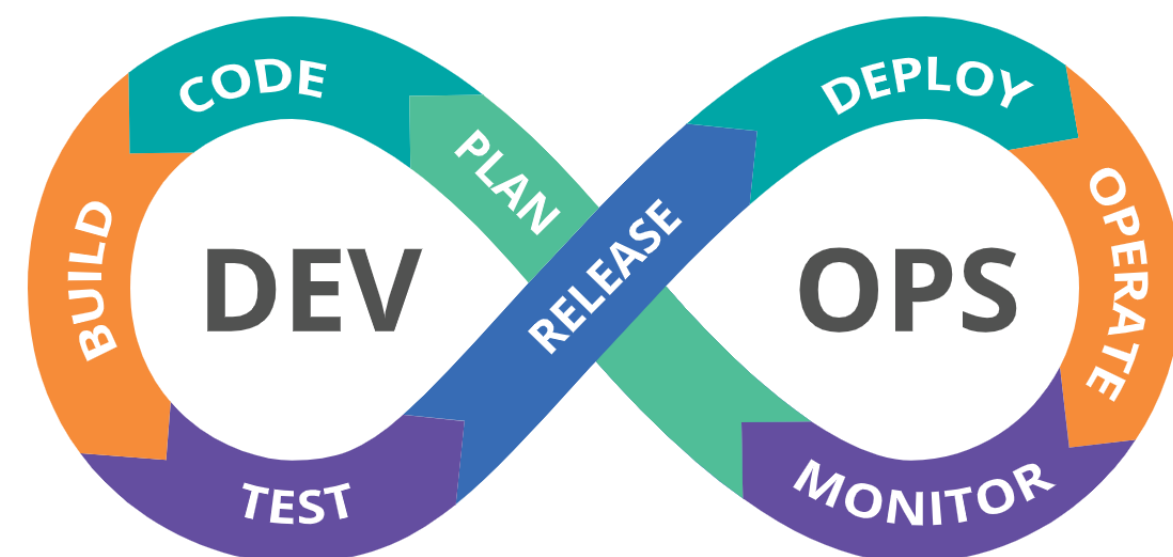 CODE
DEPLOY
PLAN
OPERATE
BUILD
DEV
RELEASE
OPS
TEST
MONITOR